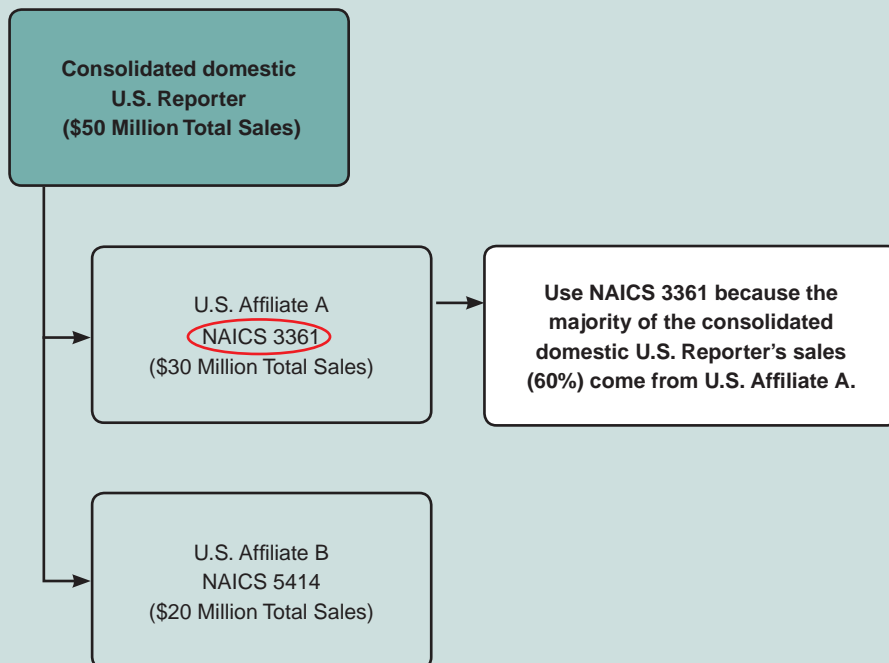 Consolidated domestic
U.S. Reporter
($50 Million Total Sales)
U.S. Affiliate A
NAICS 3361
($30 Million Total Sales)
Use NAICS 3361 because the
majority of the consolidated
domestic U.S. Reporter’s sales
(60%) come from U.S. Affiliate A.
U.S. Affiliate B
NAICS 5414
($20 Million Total Sales)